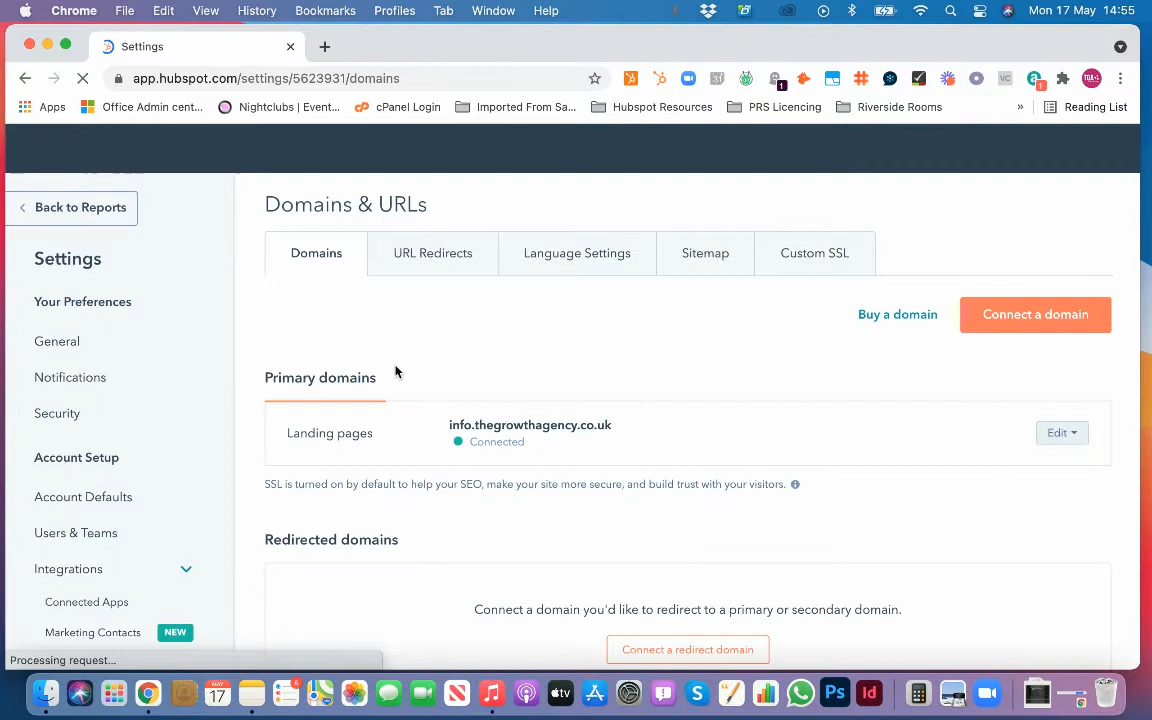 Chrome File Edit View History Bookmarks Profiles Tab Window Help Mon 17 May 14:55
Settings
app.hubspot.com/settings/5623931/domains
Apps Office Admin cent... Nightclubs | Event... cPanel Login Imported From Sa... Hubspot Resources PRS Licencing Riverside Rooms » Reading List
Back to Reports
Settings
Your Preferences
General
Notifications
Security
Account Setup
Account Defaults
Users & Teams
Integrations
Connected Apps
Marketing Contacts NEW
Processing request...
Domains & URLs
Domains URL Redirects Language Settings Sitemap Custom SSL
Buy a domain Connect a domain
Primary domains
Landing pages info.thegrowthagency.co.uk Edit
Connected
SSL is turned on by default to help your SEO, make your site more secure, and build trust with your visitors.
Redirected domains
Connect a domain you'd like to redirect to a primary or secondary domain.
Connect a redirect domain